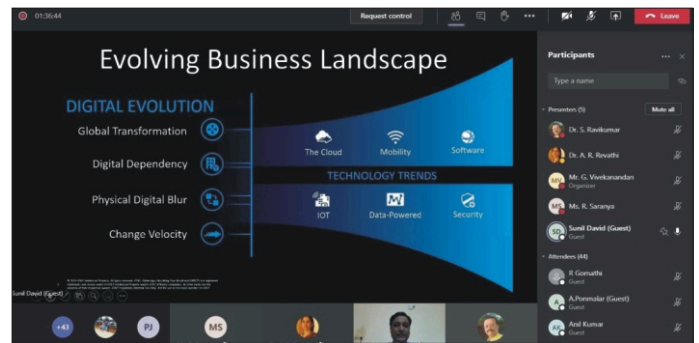 01:36:44
Request control
Leave
Evolving Business Landscape
DIGITAL EVOLUTION
Global Transformation
Digital Dependency
Physical Digital Blur
Change Velocity
The Cloud
Mobility
Software
TECHNOLOGY TRENDS
IOT
Data-Powered
Security
Sunil David (Guest)
+43
PJ
MS
Participants
Type a name
Presenters (5)
Mute all
Dr. S. Ravikumar
Dr. A. R. Revathi
MV
Mr. G. Vivekanandan
Organizer
MS
Ms. R. Saranya
SD
Sunil David (Guest)
Guest
Attendees (44)
R Gomathi
Guest
A
A.Ponmalar (Guest)
Guest
AK
Anil Kumar
Guest